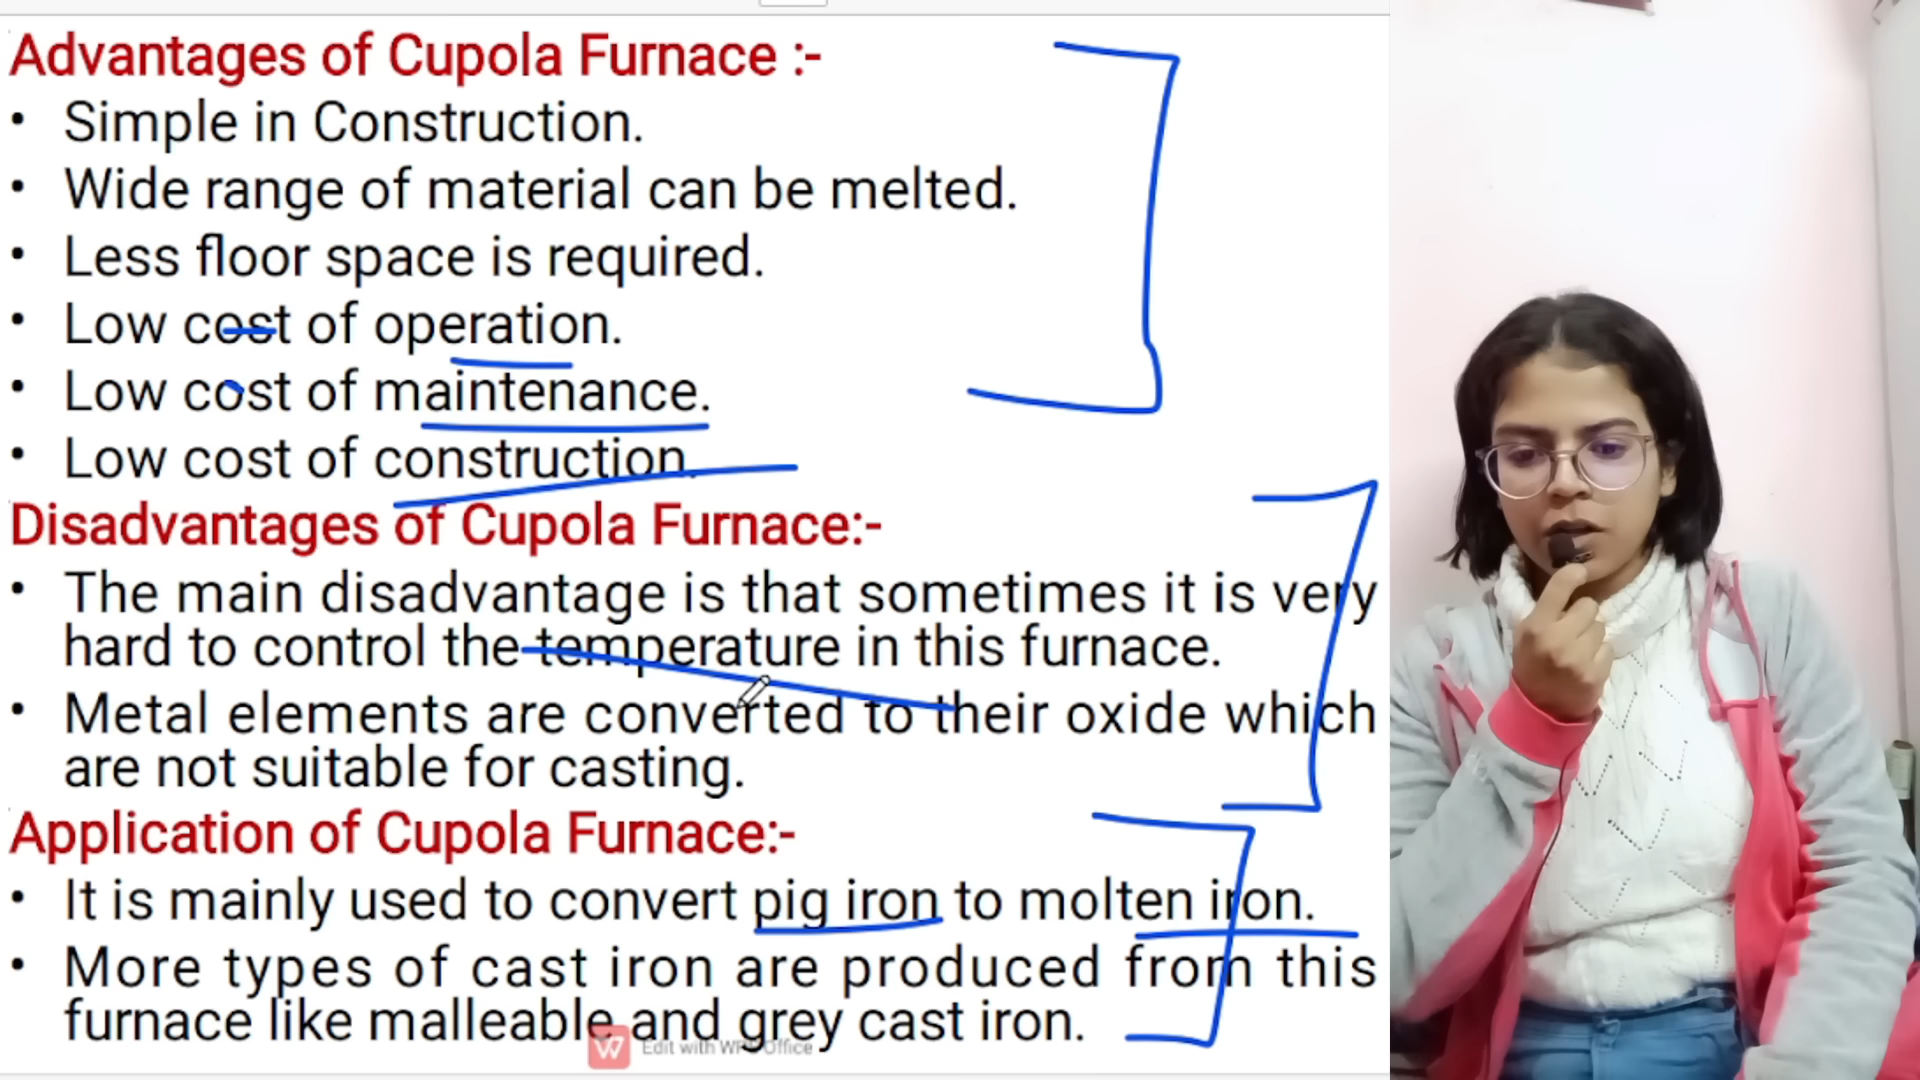 Advantages of Cupola Furnace :-
• Simple in Construction.
• Wide range of material can be melted.
• Less floor space is required.
• Low cost of operation.
• Low cost of maintenance.
• Low cost of construction.
Disadvantages of Cupola Furnace:-
• The main disadvantage is that sometimes it is very
hard to control the temperature in this furnace.
• Metal elements are converted to their oxide which
are not suitable for casting.
Application of Cupola Furnace:-
• It is mainly used to convert pig iron to molten iron.
• More types of cast iron are produced from this
furnace like malleable and grey cast iron.
Edit with WPS Office